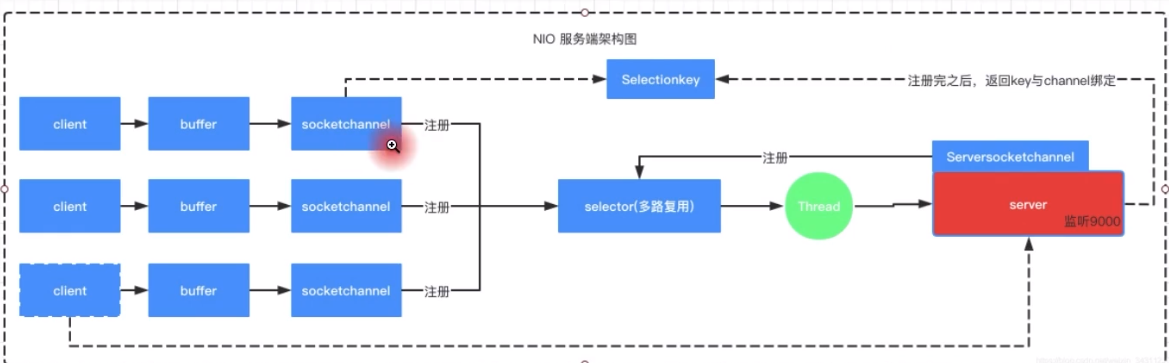 NIO 服务端架构图
Selectionkey
注册完之后，返回key与channel绑定
client
buffer
socketchannel
注册
注册
Serversocketchannel
client
buffer
socketchannel
注册
selector(多路复用)
Thread
server
监听9000
client
buffer
socketchannel
注册